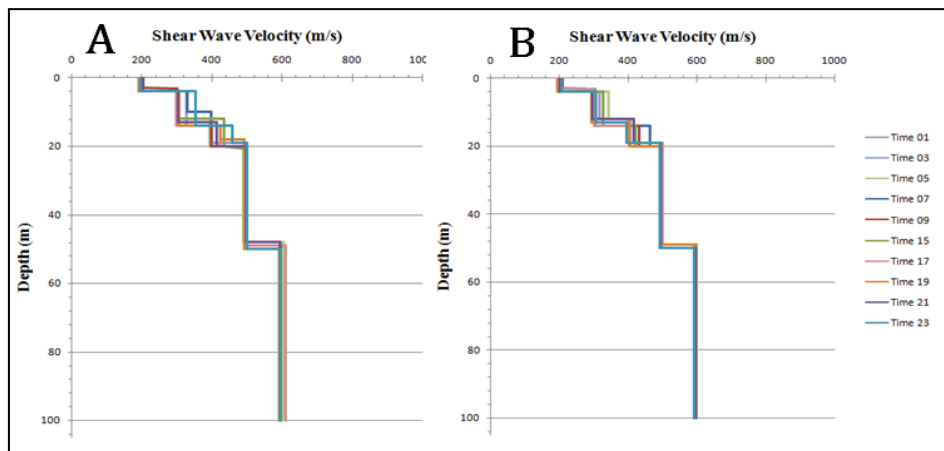 A
Shear Wave Velocity (m/s)
0 200 400 600 800 100
0
20
40
60
80
100
Depth (m)
B
Shear Wave Velocity (m/s)
0 200 400 600 800 1000
0
20
40
60
80
100
Depth (m)
Time 01
Time 03
Time 05
Time 07
Time 09
Time 15
Time 17
Time 19
Time 21
Time 23